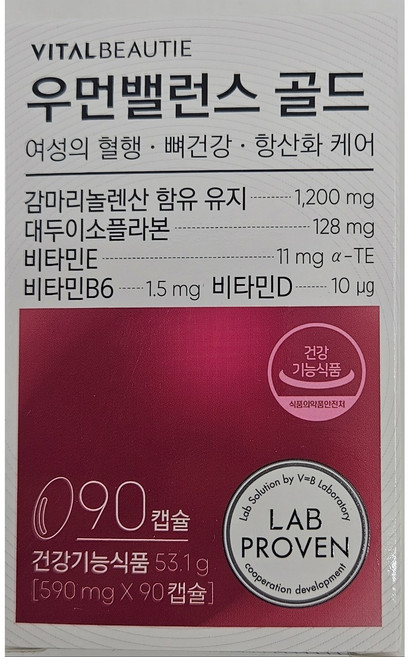 VITALBEAUTIE
우먼밸런스 골드
여성의 혈행 · 뼈건강 · 항산화 케어
감마리놀렌산 함유 유지 1,200 mg
대두이소플라본 128 mg
비타민E 11 mg α-TE
비타민B6 1.5 mg 비타민D 10 μg
건강
기능식품
식품의약품안전처
90캡슐
건강기능식품 53.1g
[590 mg X 90캡슐]
Lab Solution by V=B Laboratory
LAB
PROVEN
cooperation development